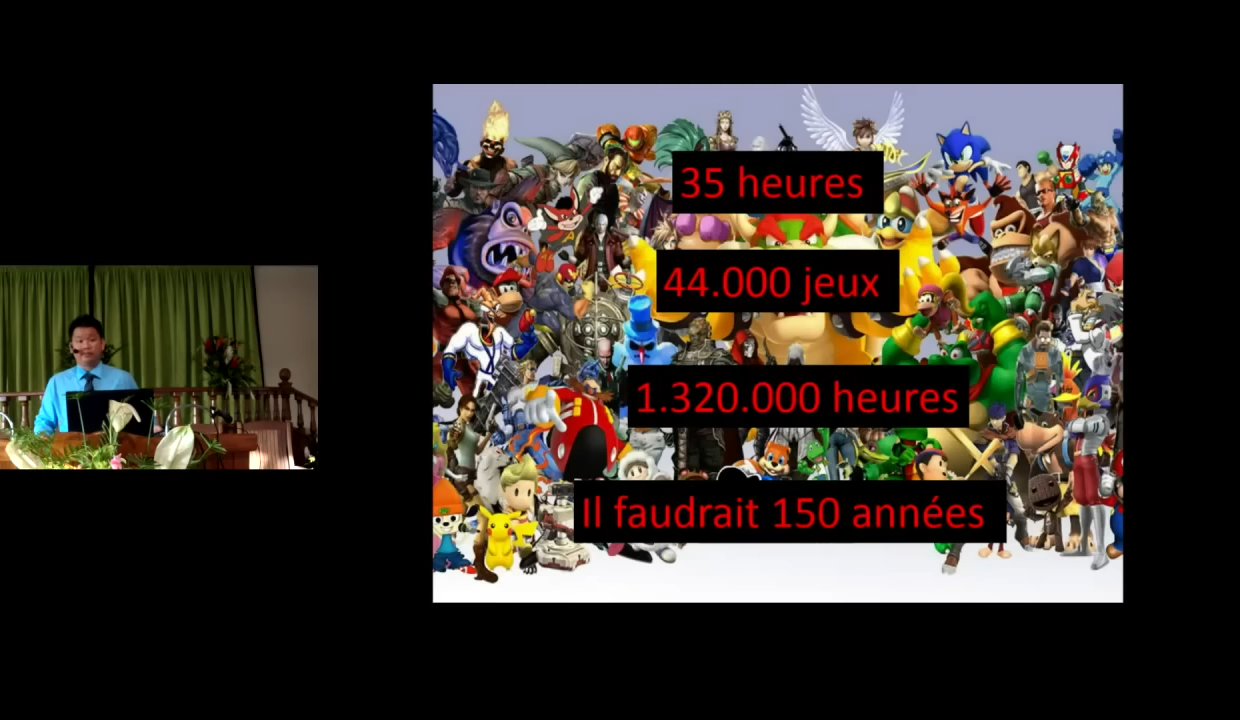 35 heures
44.000 jeux
1.320.000 heures
Il faudrait 150 années